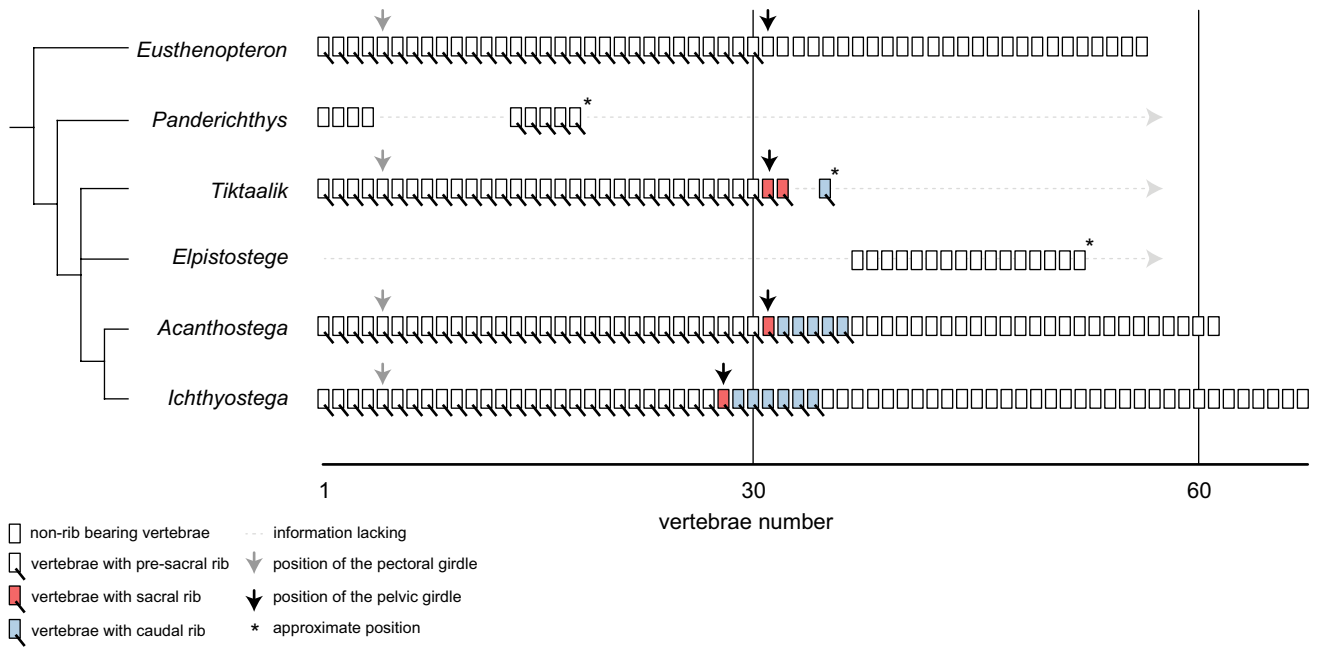 Eusthenopteron
Panderichthys
*
Tiktaalik
*
Elpistostege
*
Acanthostega
Ichthyostega
1 30 60
vertebrae number
non-rib bearing vertebrae
vertebrae with pre-sacral rib
vertebrae with sacral rib
vertebrae with caudal rib
information lacking
position of the pectoral girdle
position of the pelvic girdle
* approximate position